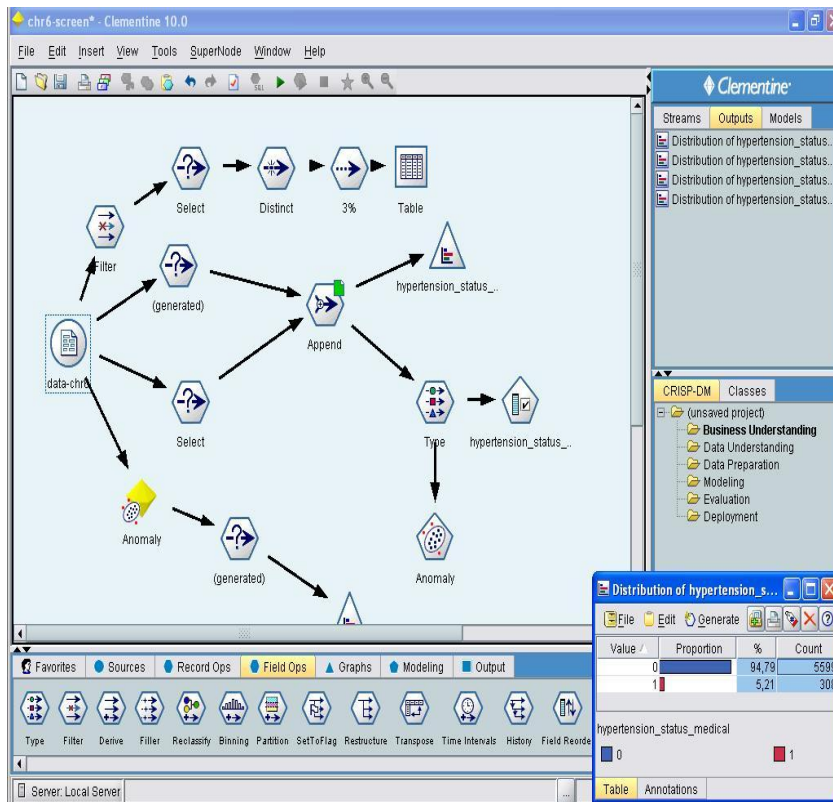 chr6-screen* - Clementine 10.0
File Edit Insert View Tools SuperNode Window Help
Clementine
Streams Outputs Models
Distribution of hypertension_status...
Distribution of hypertension_status...
Distribution of hypertension_status...
Distribution of hypertension_status...
Select
Distinct
3%
Table
Filter
(generated)
hypertension_status_...
Append
data-chr6
Select
Type
hypertension_status_...
Anomaly
(generated)
Anomaly
CRISP-DM Classes
(unsaved project)
Business Understanding
Data Understanding
Data Preparation
Modeling
Evaluation
Deployment
Favorites Sources Record Ops Field Ops Graphs Modeling Output
Type Filter Derive Filler Reclassify Binning Partition SetToFlag Restructure Transpose Time Intervals History Field Reorde
Server: Local Server
...
Distribution of hypertension_s...
File Edit Generate
Value Proportion % Count
0 94,79 5599
1 5,21 308
hypertension_status_medical
0 1
Table Annotations